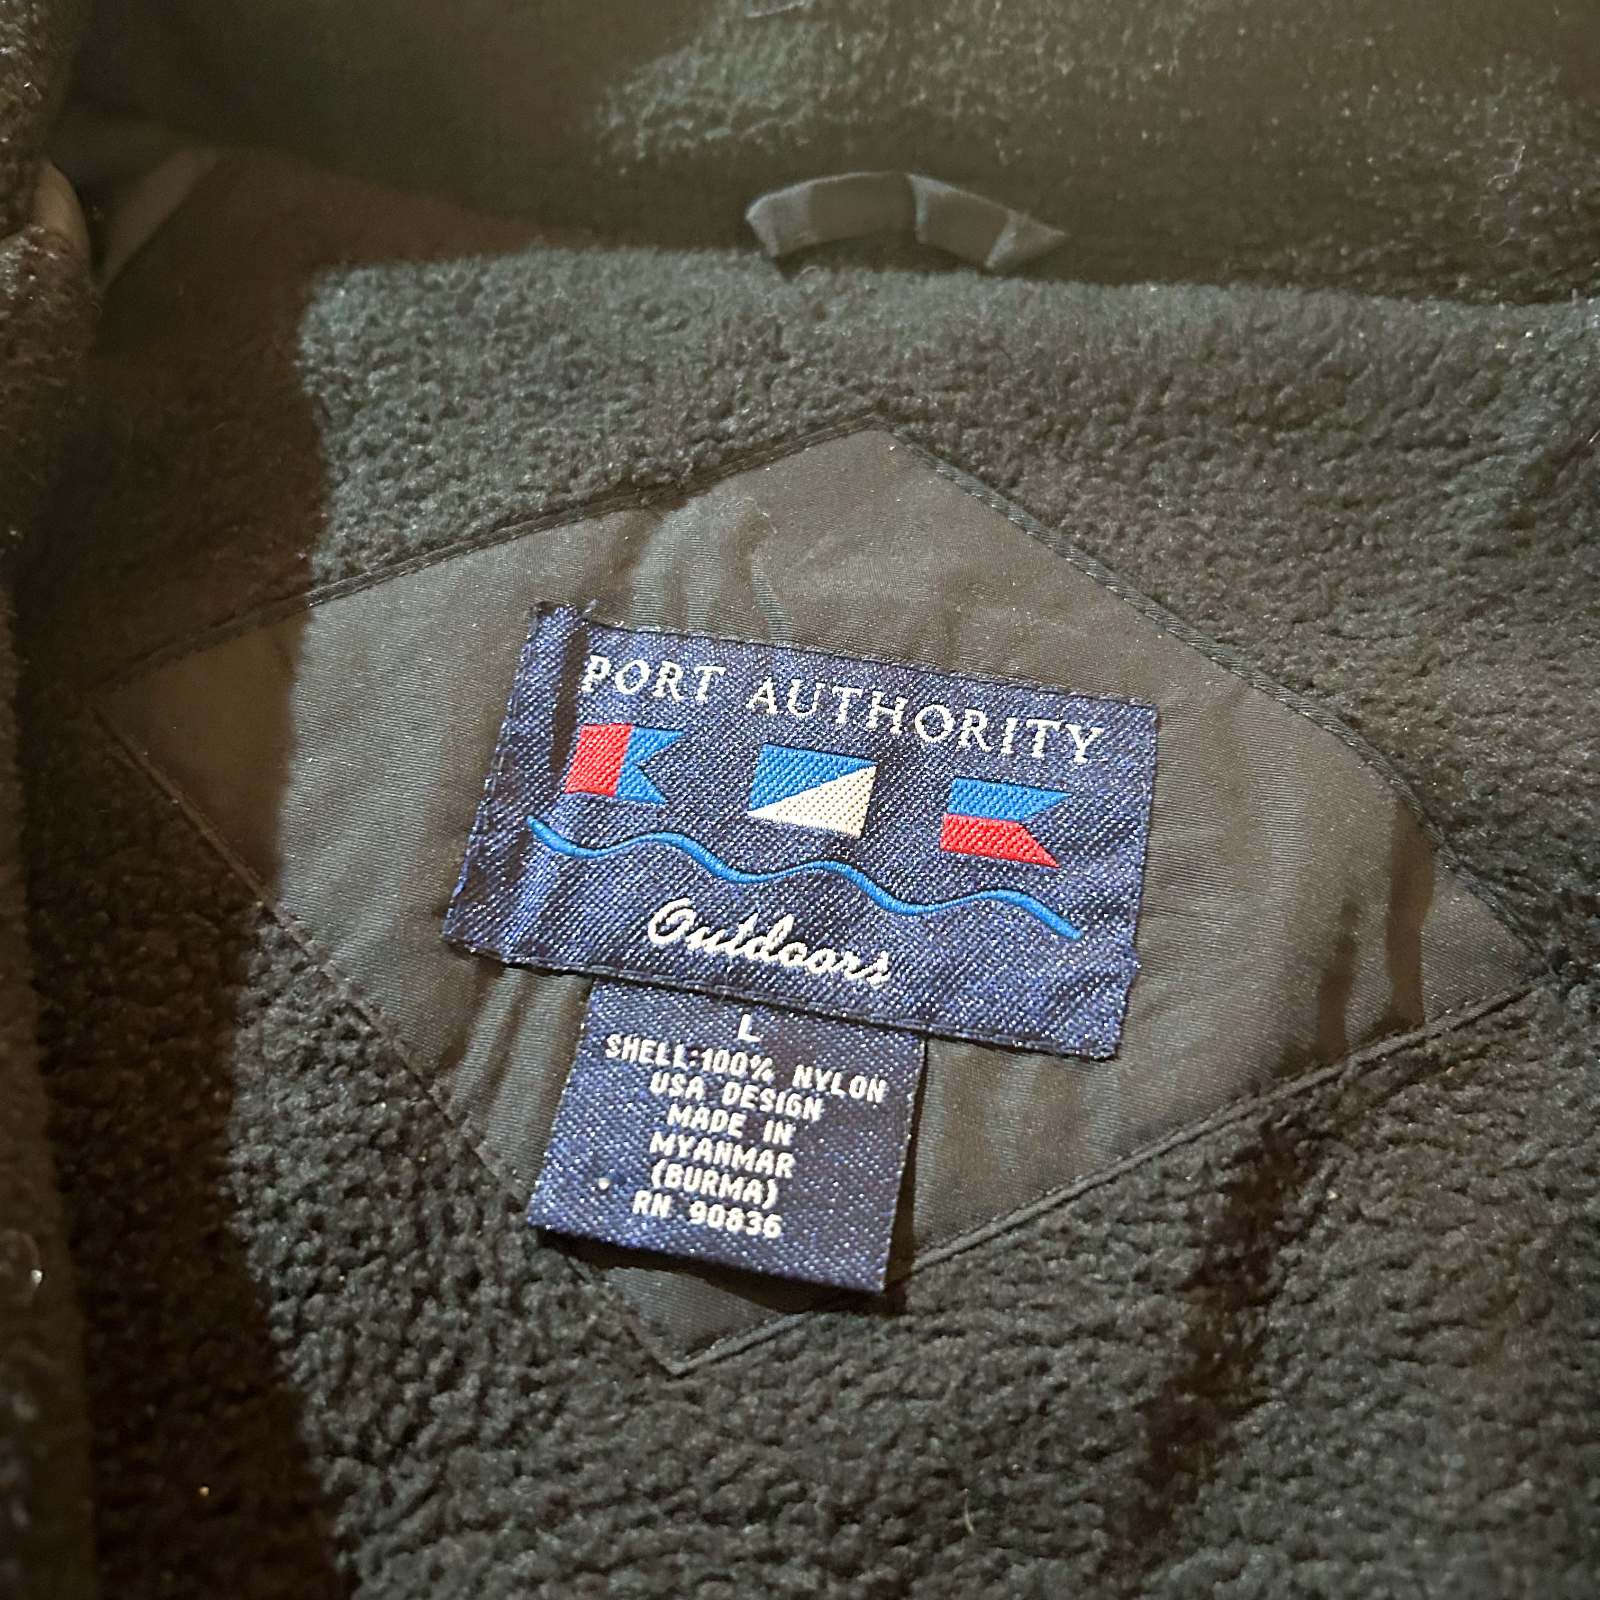 PORT AUTHORITY
Outdoors
L
SHELL:100% NYLON
USA DESIGN
MADE IN
MYANMAR
(BURMA)
RN 90836